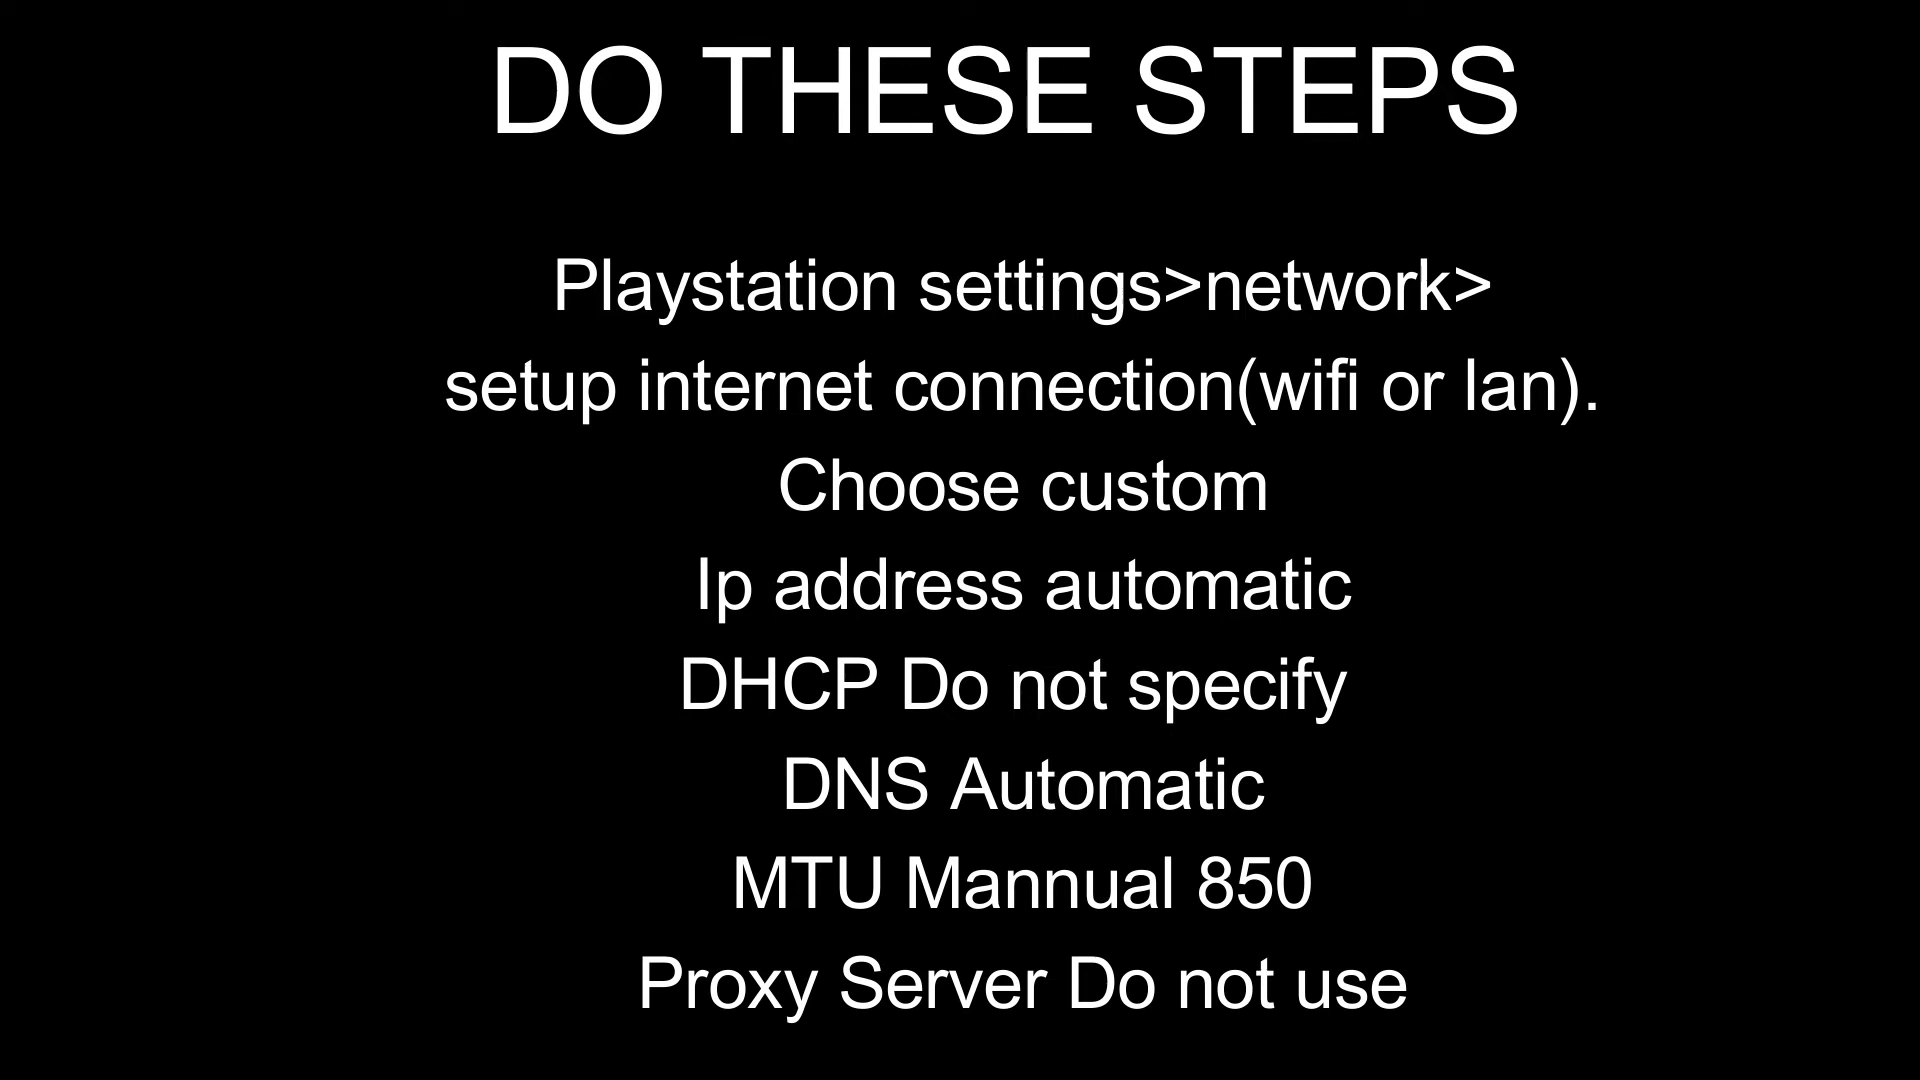 DO THESE STEPS
Playstation settings>network>
setup internet connection(wifi or lan).
Choose custom
Ip address automatic
DHCP Do not specify
DNS Automatic
MTU Mannual 850
Proxy Server Do not use